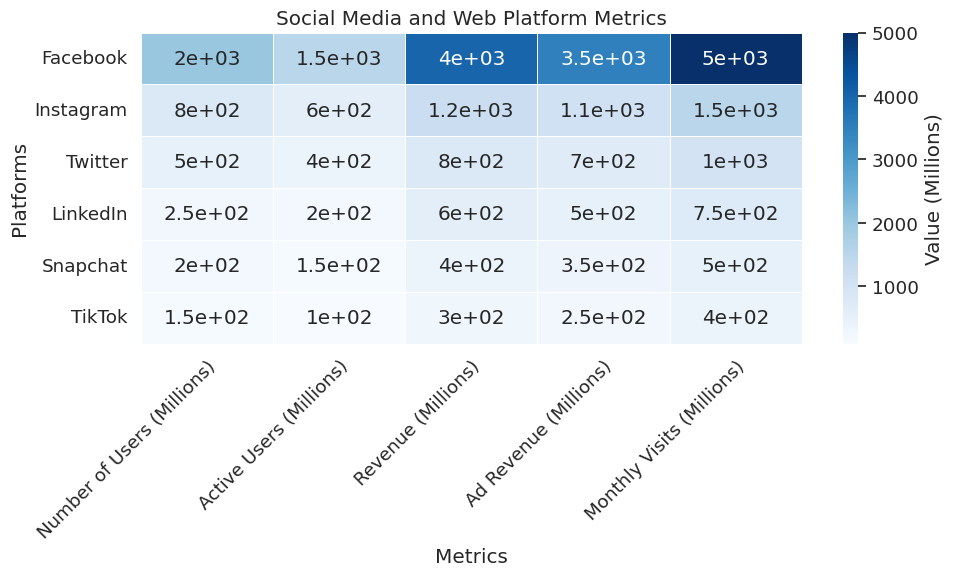 Social Media and Web Platform Metrics
Platforms
Facebook 2e+03 1.5e+03 4e+03 3.5e+03 5e+03
Instagram 8e+02 6e+02 1.2e+03 1.1e+03 1.5e+03
Twitter 5e+02 4e+02 8e+02 7e+02 1e+03
LinkedIn 2.5e+02 2e+02 6e+02 5e+02 7.5e+02
Snapchat 2e+02 1.5e+02 4e+02 3.5e+02 5e+02
TikTok 1.5e+02 1e+02 3e+02 2.5e+02 4e+02
Number of Users (Millions)
Active Users (Millions)
Revenue (Millions)
Ad Revenue (Millions)
Monthly Visits (Millions)
Metrics
5000
4000
3000
2000
1000
Value (Millions)